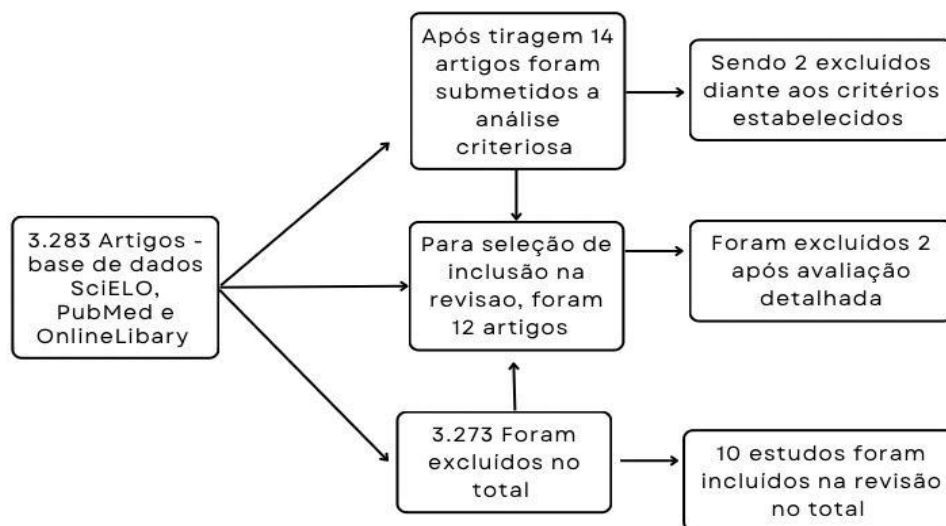 3.283 Artigos -
base de dados
SciELO,
PubMed e
OnlineLibary
Após tiragem 14
artigos foram
submetidos a
análise
criteriosa
Sendo 2 excluídos
diante aos critérios
estabelecidos
Para seleção de
inclusão na
revisao, foram
12 artigos
Foram excluídos 2
após avaliação
detalhada
3.273 Foram
excluídos no
total
10 estudos foram
incluídos na revisão
no total